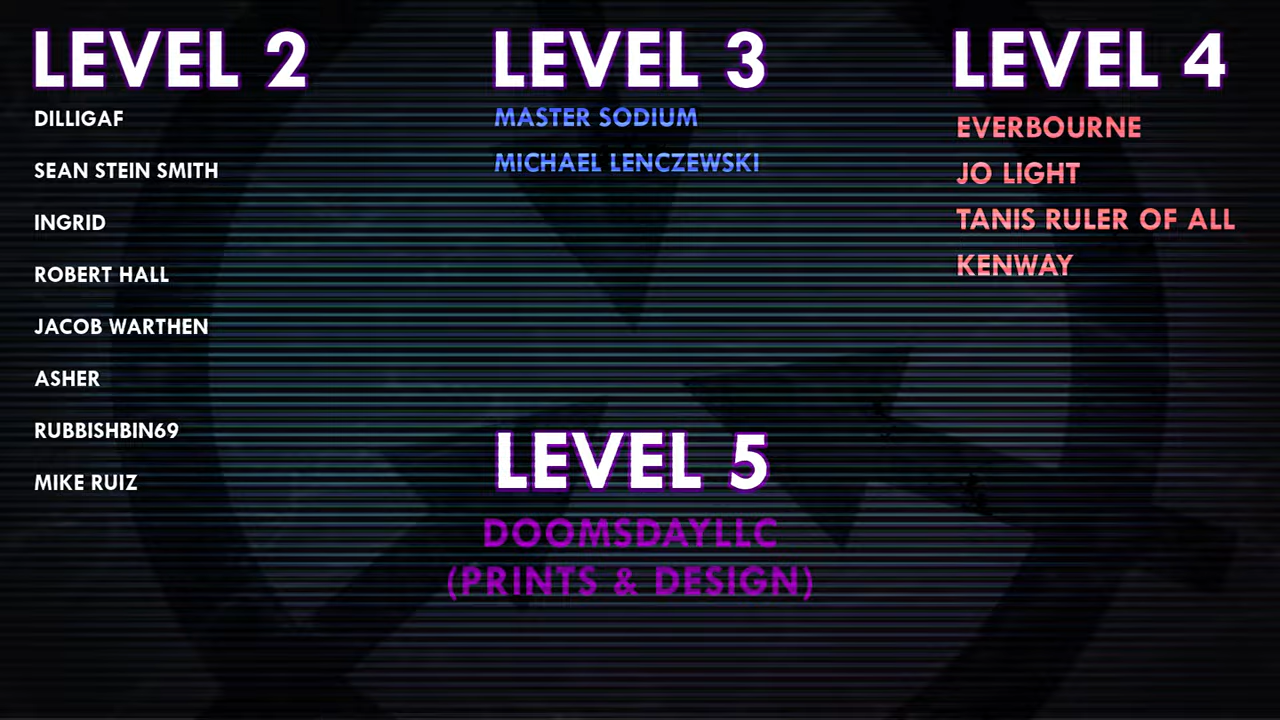 LEVEL 2
DILLIGAF
SEAN STEIN SMITH
INGRID
ROBERT HALL
JACOB WARTHEN
ASHER
RUBBISHBIN69
MIKE RUIZ
LEVEL 3
MASTER SODIUM
MICHAEL LENCZEWSKI
LEVEL 4
EVERBOURNE
JO LIGHT
TANIS RULER OF ALL
KENWAY
LEVEL 5
DOOMSDAYLLC
(PRINTS & DESIGN)